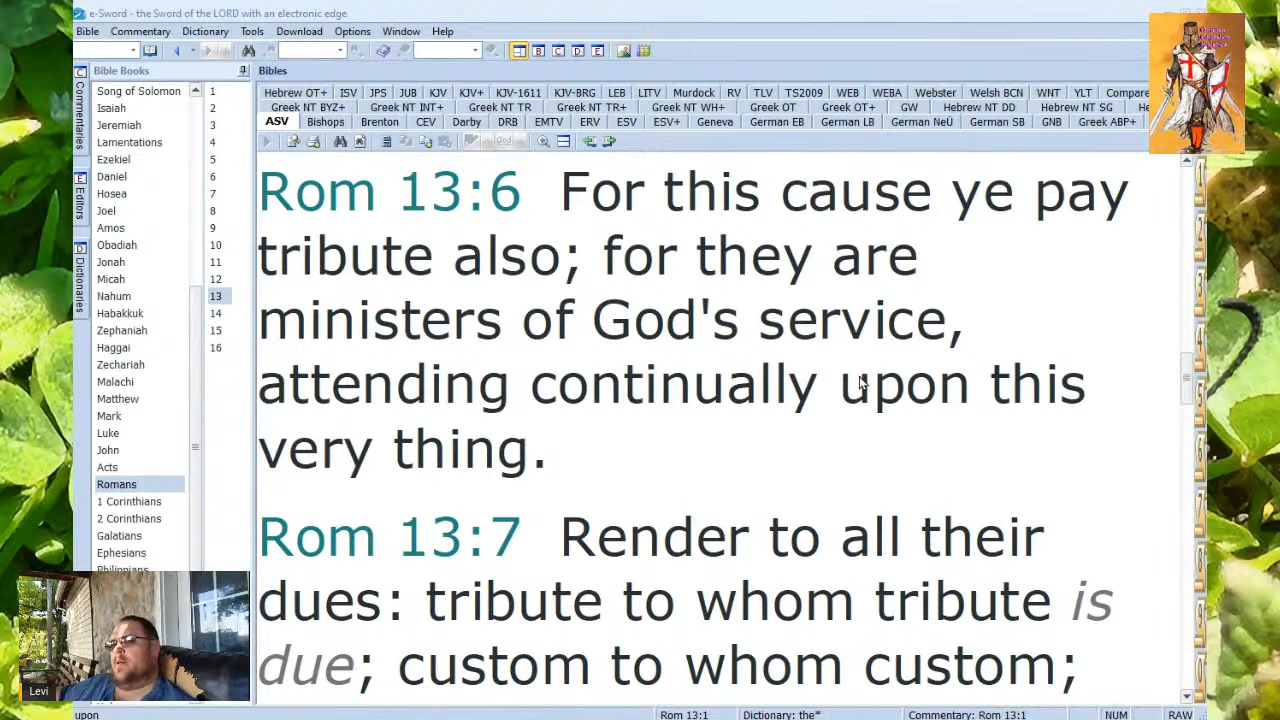 e-Sword - the Sword of the LORD with an electronic edge
Bible Commentary Dictionary Tools Download Options Window Help
Bible Books
Bibles
Commentaries
Editors
Dictionaries
Song of Solomon
Isaiah
Jeremiah
Lamentations
Ezekiel
Daniel
Hosea
Joel
Amos
Obadiah
Jonah
Micah
Nahum
Habakkuk
Zephaniah
Haggai
Zechariah
Malachi
Matthew
Mark
Luke
John
Acts
Romans
1 Corinthians
2 Corinthians
Galatians
Ephesians
Philippians
1
2
3
4
5
6
7
8
9
10
11
12
13
14
15
16
Hebrew OT+ ISV JPS JUB KJV KJV+ KJV-1611 KJV-BRG LEB LITV Murdock RV TLV TS2009 WEB WEBA Webster Welsh BCN WNT YLT Compare
Greek NT BYZ+ Greek NT INT+ Greek NT TR Greek NT TR+ Greek NT WH+ Greek OT Greek OT+ GW Hebrew NT DD Hebrew NT SG He
ASV Bishops Brenton CEV Darby DRB EMTV ERV ESV ESV+ Geneva German EB German LB German NeÜ German SB GNB Greek ABP+
Rom 13:6 For this cause ye pay
tribute also; for they are
ministers of God's service,
attending continually upon this
very thing.
Rom 13:7 Render to all their
dues: tribute to whom tribute is
due; custom to whom custom;
Levi
upon Rom 13:1 Dictionary: the* Commentary: Rom 13:1 NUM RAW